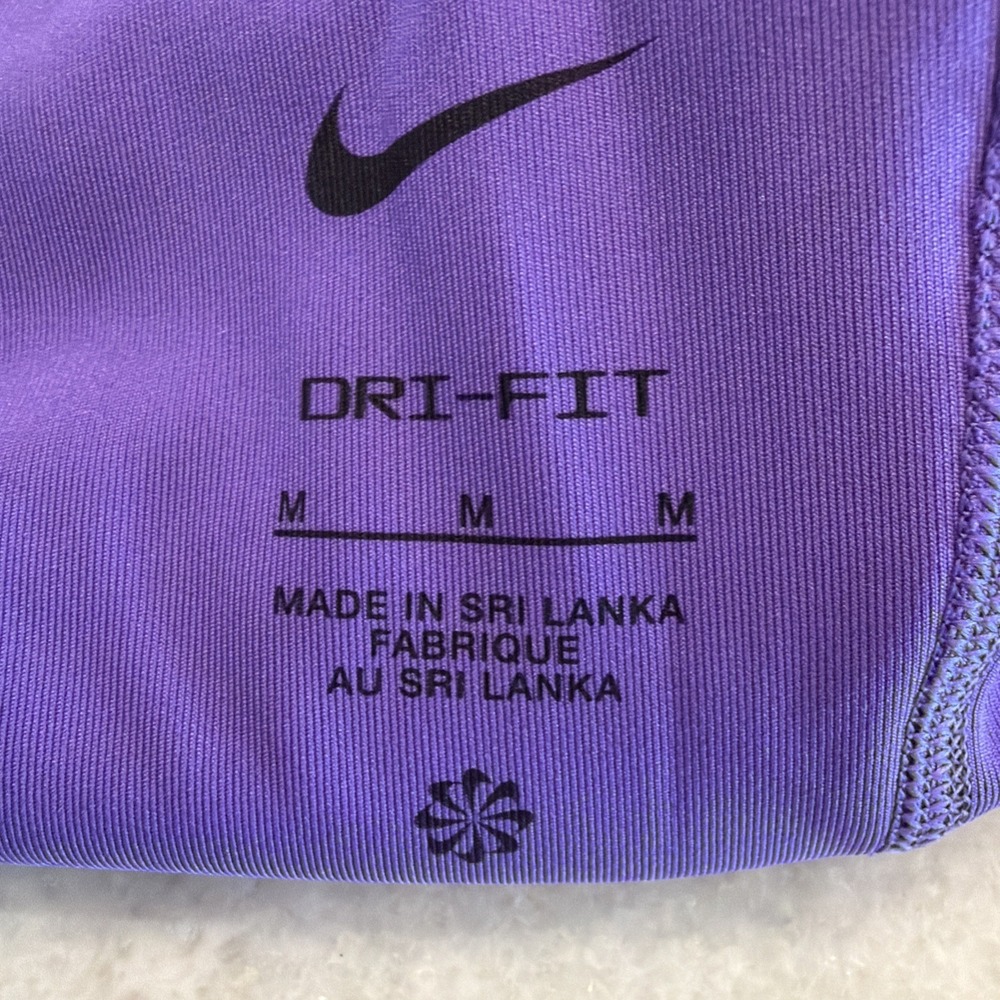 DRI-FIT
M M M
MADE IN SRI LANKA
FABRIQUE
AU SRI LANKA